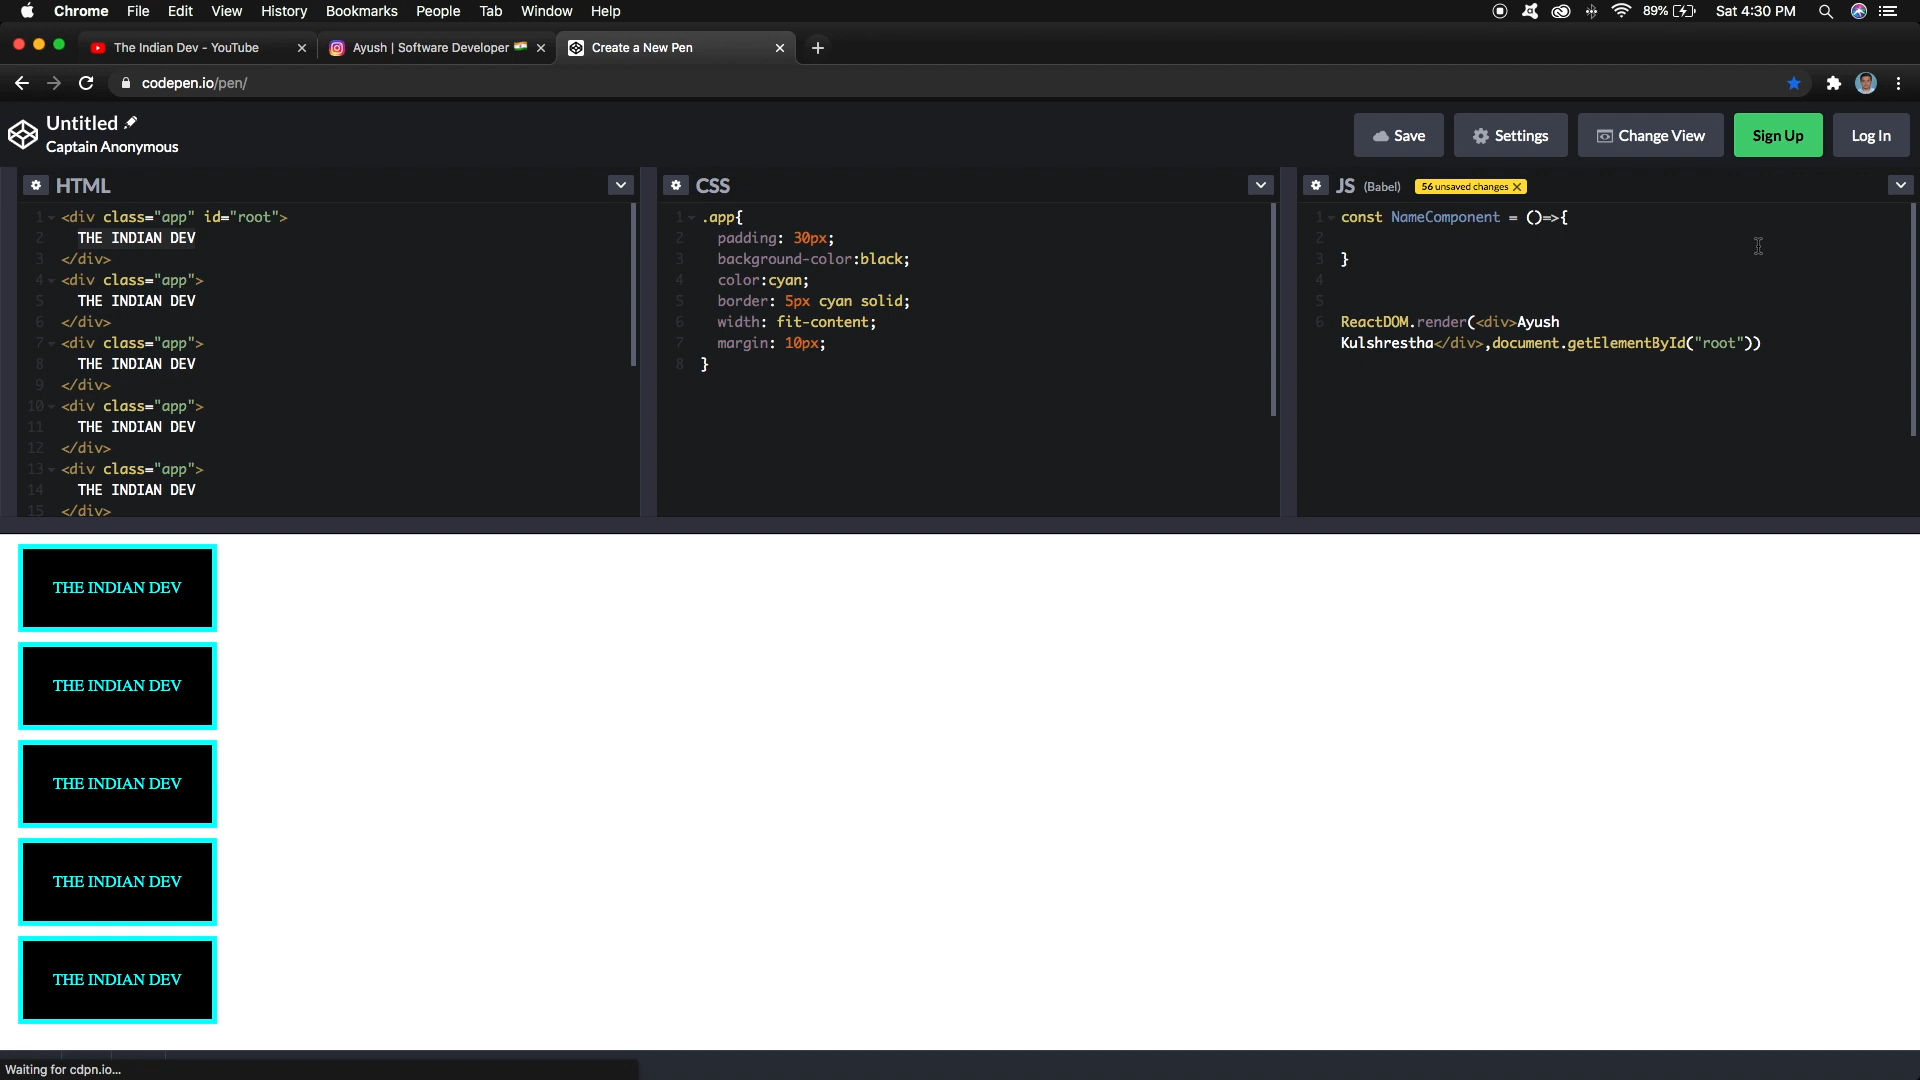 Chrome File Edit View History Bookmarks People Tab Window Help 89% Sat 4:30 PM
The Indian Dev - YouTube Ayush | Software Developer Create a New Pen
codepen.io/pen/
Untitled
Captain Anonymous
Save Settings Change View Sign Up Log In
HTML
1 <div class="app" id="root">
2 THE INDIAN DEV
3 </div>
4 <div class="app">
5 THE INDIAN DEV
6 </div>
7 <div class="app">
8 THE INDIAN DEV
9 </div>
10 <div class="app">
11 THE INDIAN DEV
12 </div>
13 <div class="app">
14 THE INDIAN DEV
15 </div>
CSS
1 .app{
2 padding: 30px;
3 background-color:black;
4 color:cyan;
5 border: 5px cyan solid;
6 width: fit-content;
7 margin: 10px;
8 }
JS (Babel) 56 unsaved changes
1 const NameComponent = ()=>{
2
3 }
4
5
6 ReactDOM.render(<div>Ayush
Kulshrestha</div>,document.getElementById("root"))
THE INDIAN DEV
THE INDIAN DEV
THE INDIAN DEV
THE INDIAN DEV
THE INDIAN DEV
Waiting for cdpn.io...